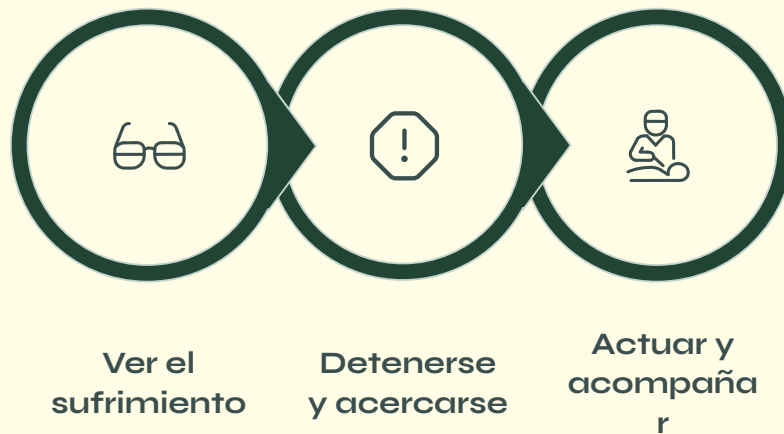 Ver el
sufrimiento
Detenerse
y acercarse
Actuar y
acompaña
r